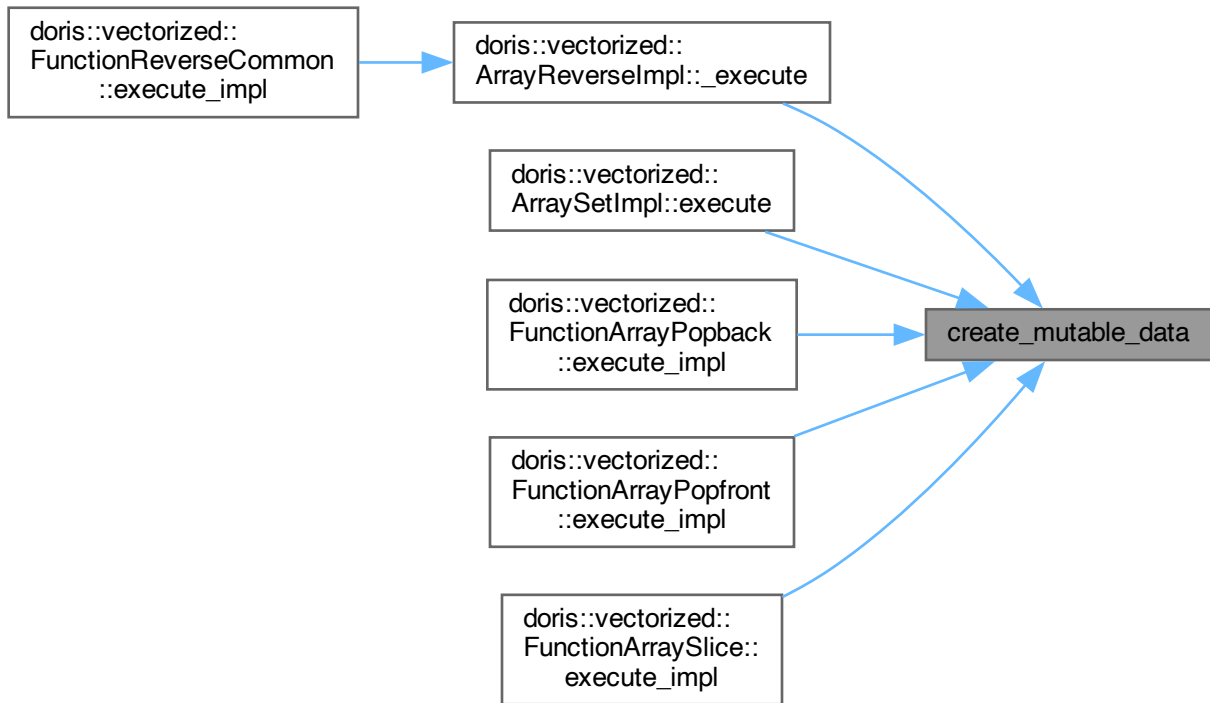 doris::vectorized::
FunctionReverseCommon
::execute_impl
doris::vectorized::
ArrayReverseImpl::_execute
doris::vectorized::
ArraySetImpl::execute
doris::vectorized::
FunctionArrayPopback
::execute_impl
create_mutable_data
doris::vectorized::
FunctionArrayPopfront
::execute_impl
doris::vectorized::
FunctionArraySlice::
execute_impl